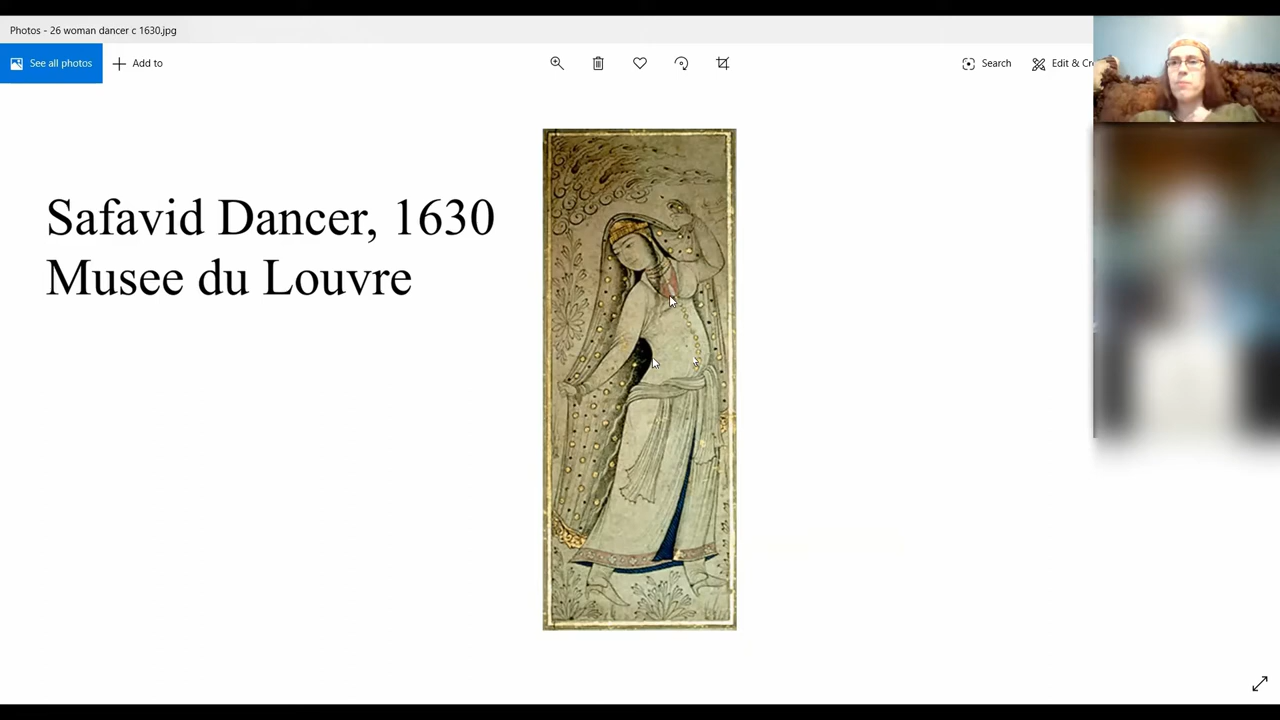 Photos - 26 woman dancer c 1630.jpg
See all photos
Add to
Search
Edit &
Safavid Dancer, 1630
Musee du Louvre